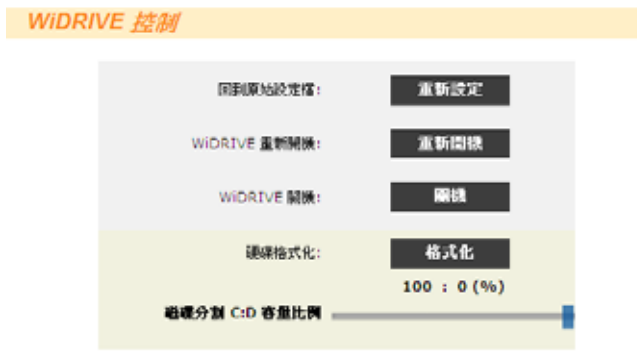 WiDRIVE 控制
回到原始設定檔: 重新設定
WiDRIVE 重新開機: 重新開機
WiDRIVE 關機: 關機
硬碟格式化: 格式化
100 : 0 (%)
磁碟分割 C:D 容量比例